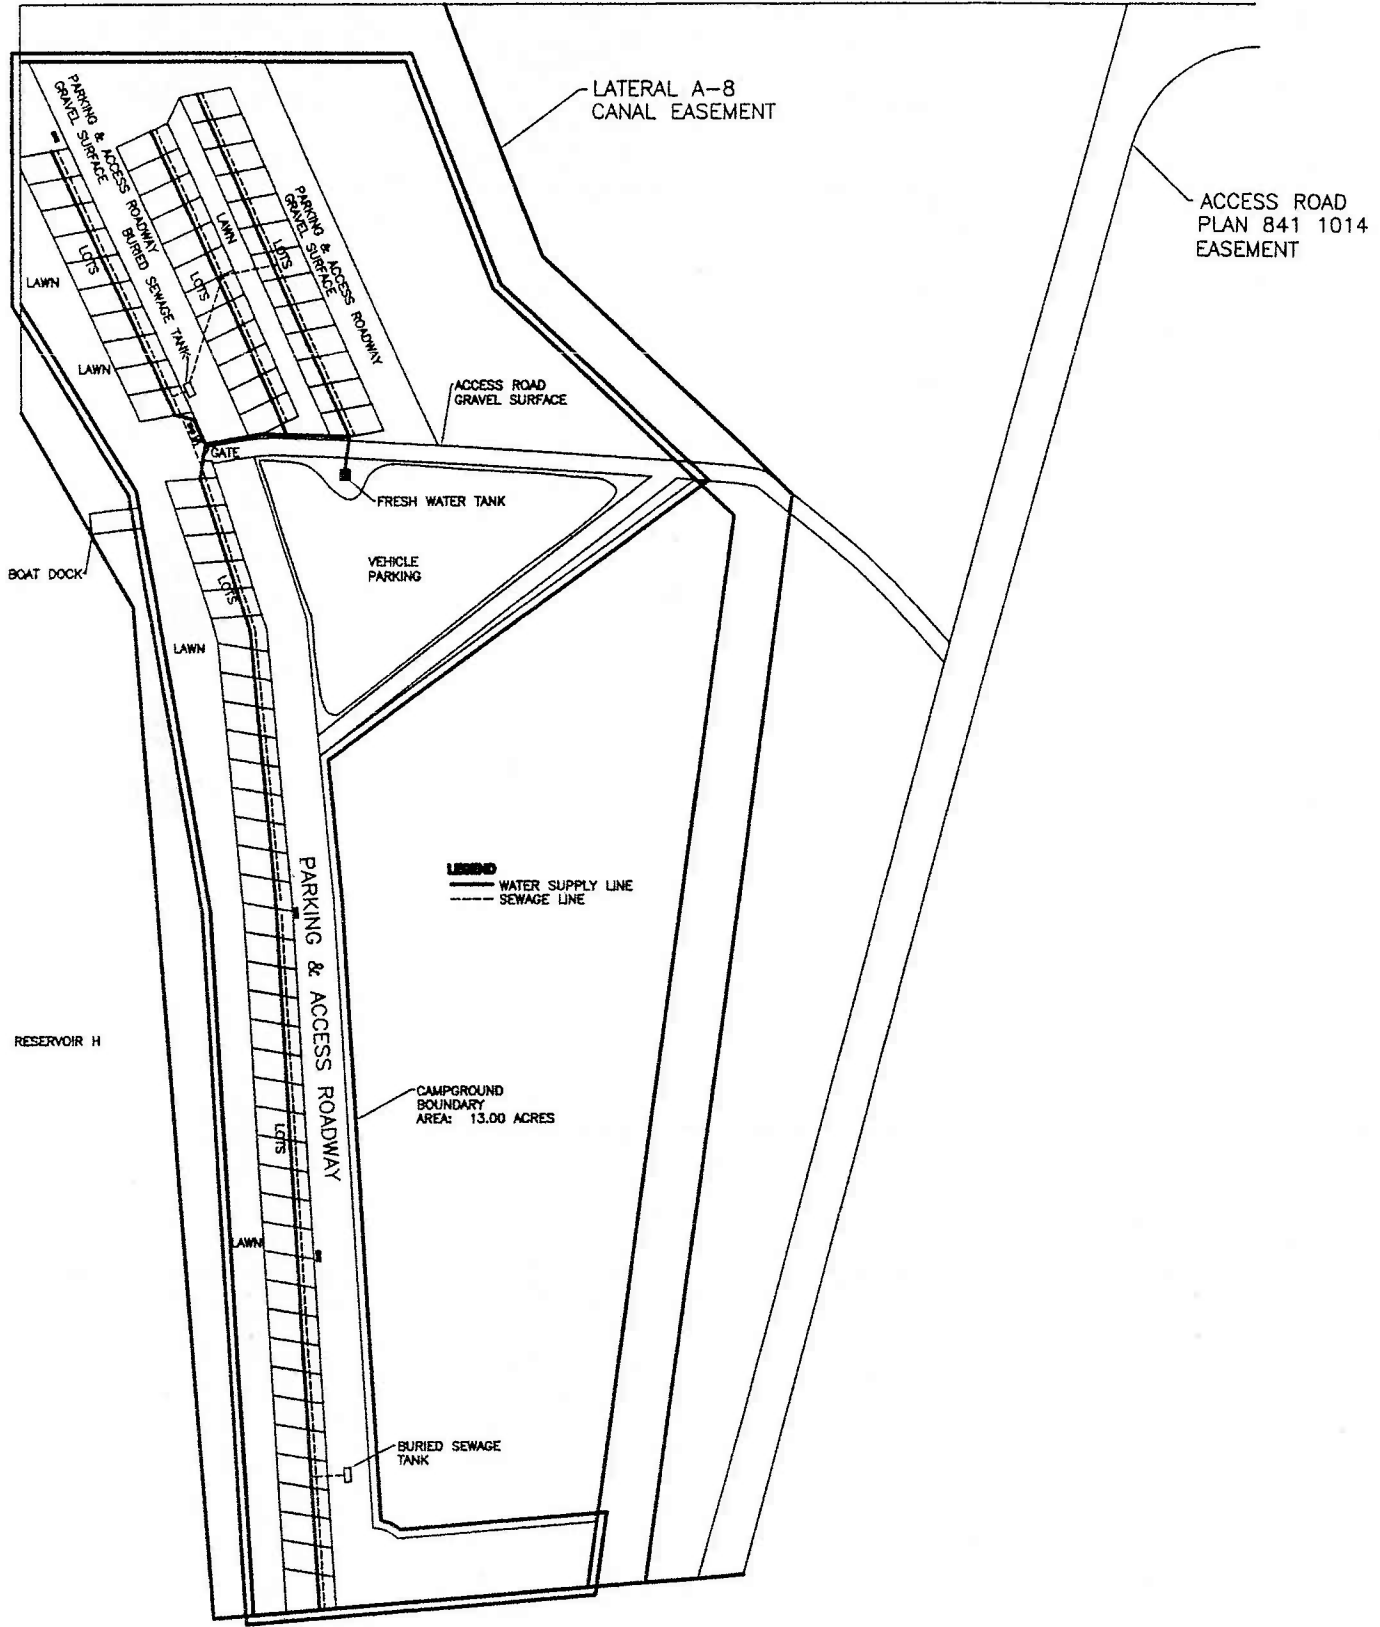 LATERAL A-8
CANAL EASEMENT
ACCESS ROAD
PLAN 841 1014
EASEMENT
PARKING & ACCESS ROADWAY
GRAVEL SURFACE
BURIED SEWAGE TANK
PARKING & ACCESS ROADWAY
GRAVEL SURFACE
LAWN
LOTS
LOTS
LOTS
LAWN
LAWN
ACCESS ROAD
GRAVEL SURFACE
GATE
FRESH WATER TANK
BOAT DOCK
VEHICLE
PARKING
LOTS
LAWN
LEGEND
WATER SUPPLY LINE
SEWAGE LINE
PARKING & ACCESS ROADWAY
RESERVOIR H
CAMPGROUND
BOUNDARY
AREA: 13.00 ACRES
LOTS
LAWN
BURIED SEWAGE
TANK